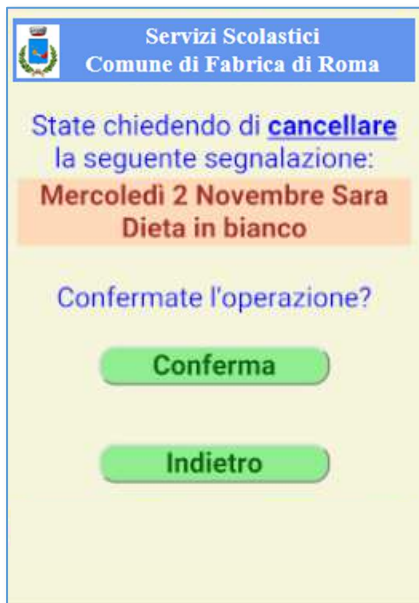 Servizi Scolastici
Comune di Fabrica di Roma
State chiedendo di cancellare
la seguente segnalazione:
Mercoledì 2 Novembre Sara
Dieta in bianco
Confermate l'operazione?
Conferma
Indietro